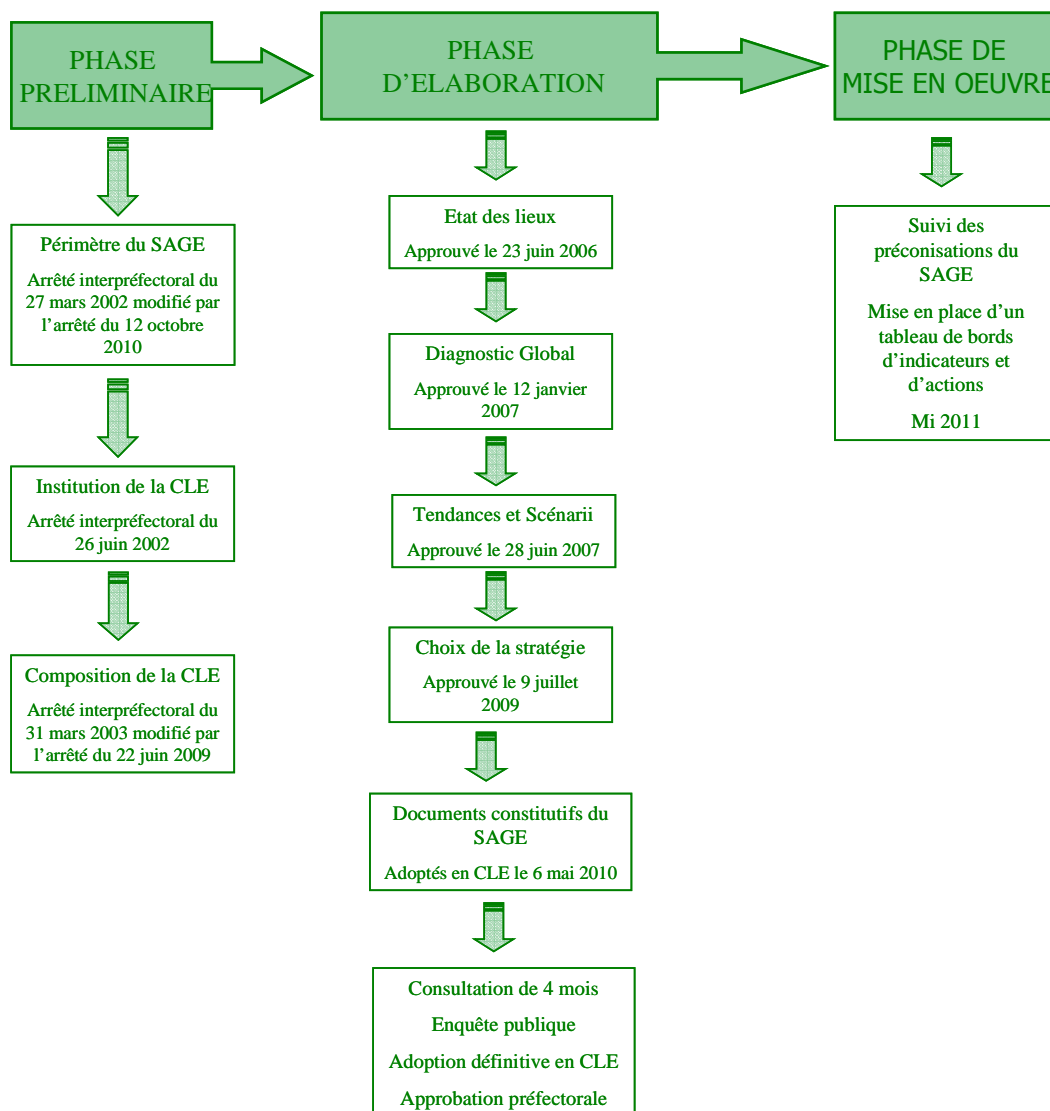 PHASE
PRELIMINAIRE
PHASE
D'ELABORATION
PHASE DE
MISE EN OEUVRE
Périmètre du SAGE
Arrêté interpréfectoral du
27 mars 2002 modifié par
l'arrêté du 12 octobre
2010
Institution de la CLE
Arrêté interpréfectoral du
26 juin 2002
Composition de la CLE
Arrêté interpréfectoral du
31 mars 2003 modifié par
l'arrêté du 22 juin 2009
Etat des lieux
Approuvé le 23 juin 2006
Diagnostic Global
Approuvé le 12 janvier
2007
Tendances et Scénarii
Approuvé le 28 juin 2007
Choix de la stratégie
Approuvé le 9 juillet
2009
Documents constitutifs du
SAGE
Adoptés en CLE le 6 mai 2010
Consultation de 4 mois
Enquête publique
Adoption définitive en CLE
Approbation préfectorale
Suivi des
préconisations du
SAGE
Mise en place d'un
tableau de bords
d'indicateurs et
d'actions
Mi 2011